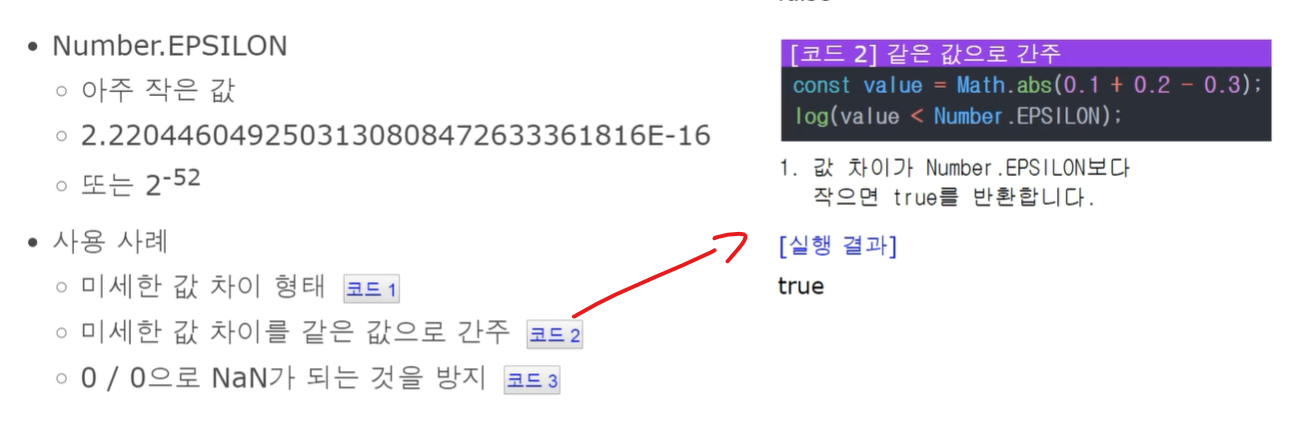 • Number.EPSILON
○ 아주 작은 값
○ 2.2204460492503130808472633361816E-16
○ 또는 2⁻⁵²
• 사용 사례
○ 미세한 값 차이 형태 코드 1
○ 미세한 값 차이를 같은 값으로 간주 코드 2
○ 0 / 0으로 NaN가 되는 것을 방지 코드 3
[코드 2] 같은 값으로 간주
const value = Math.abs(0.1 + 0.2 - 0.3);
log(value < Number.EPSILON);
1. 값 차이가 Number.EPSILON보다
작으면 true를 반환합니다.
[실행 결과]
true